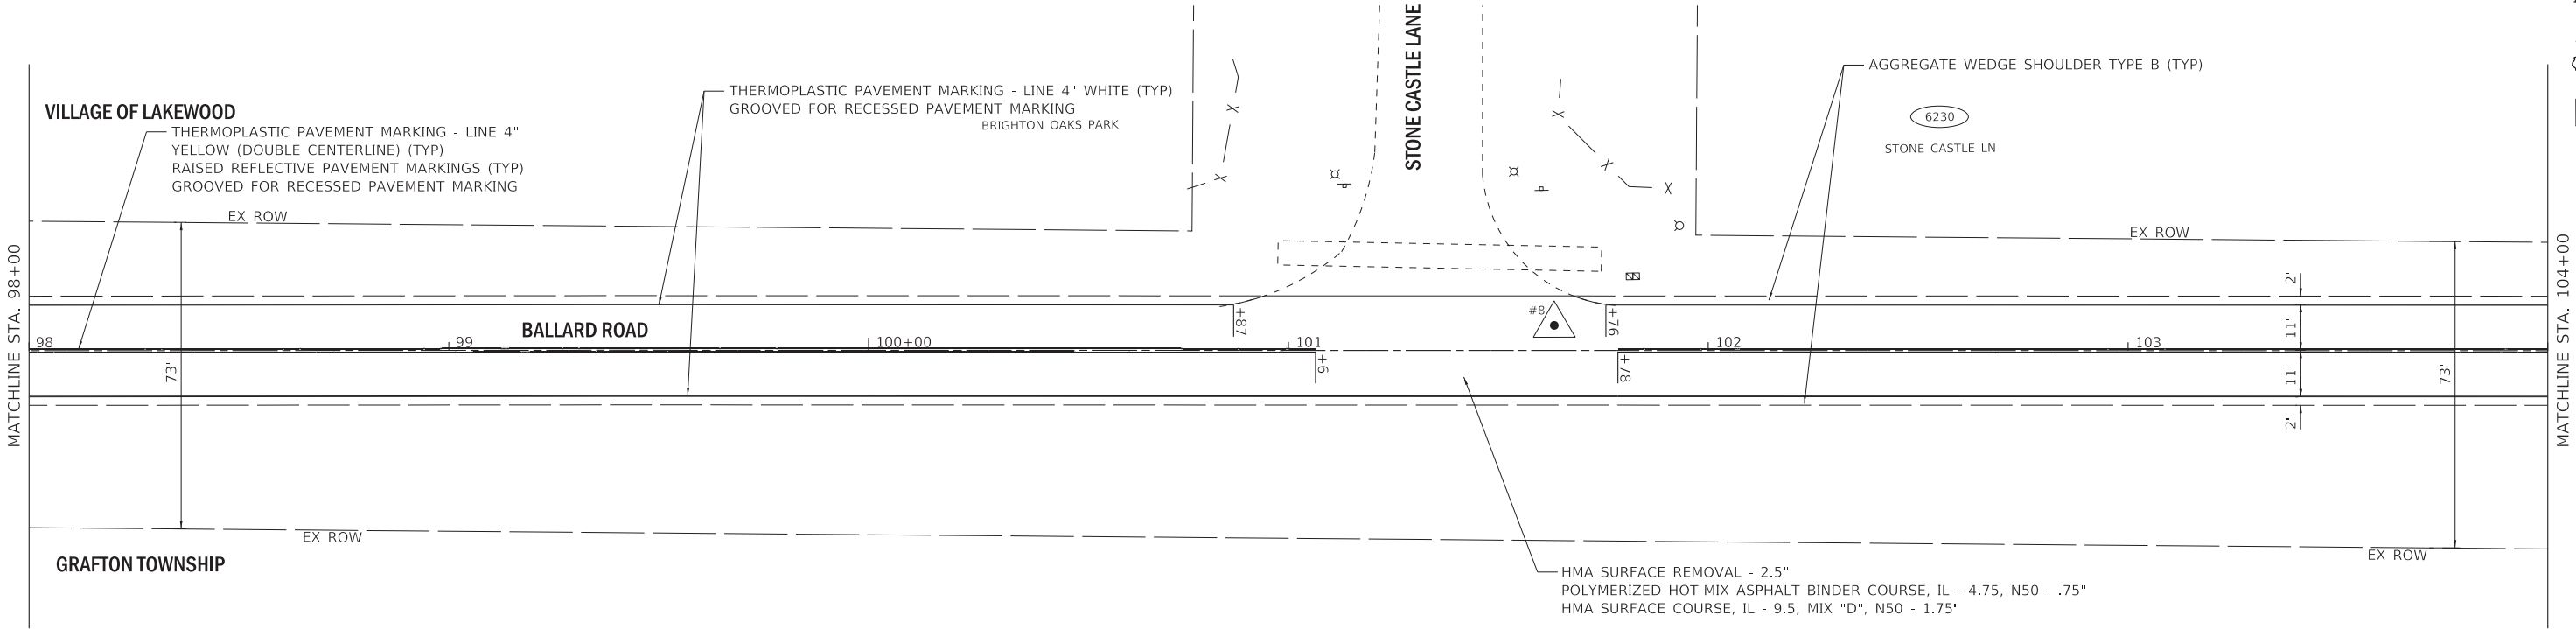 VILLAGE OF LAKEWOOD
THERMOPLASTIC PAVEMENT MARKING - LINE 4"
YELLOW (DOUBLE CENTERLINE) (TYP)
RAISED REFLECTIVE PAVEMENT MARKINGS (TYP)
GROOVED FOR RECESSED PAVEMENT MARKING
THERMOPLASTIC PAVEMENT MARKING - LINE 4" WHITE (TYP)
GROOVED FOR RECESSED PAVEMENT MARKING
BRIGHTON OAKS PARK
STONE CASTLE LANE
AGGREGATE WEDGE SHOULDER TYPE B (TYP)
6230
STONE CASTLE LN
EX ROW
EX ROW
MATCHLINE STA. 98+00
73'
BALLARD ROAD
98
99
100+00
101
102
103
+87
+9
#8
+76
+78
2'
11'
11'
2'
73'
MATCHLINE STA. 104+00
EX ROW
EX ROW
GRAFTON TOWNSHIP
HMA SURFACE REMOVAL - 2.5"
POLYMERIZED HOT-MIX ASPHALT BINDER COURSE, IL - 4.75, N50 - .75"
HMA SURFACE COURSE, IL - 9.5, MIX "D", N50 - 1.75"